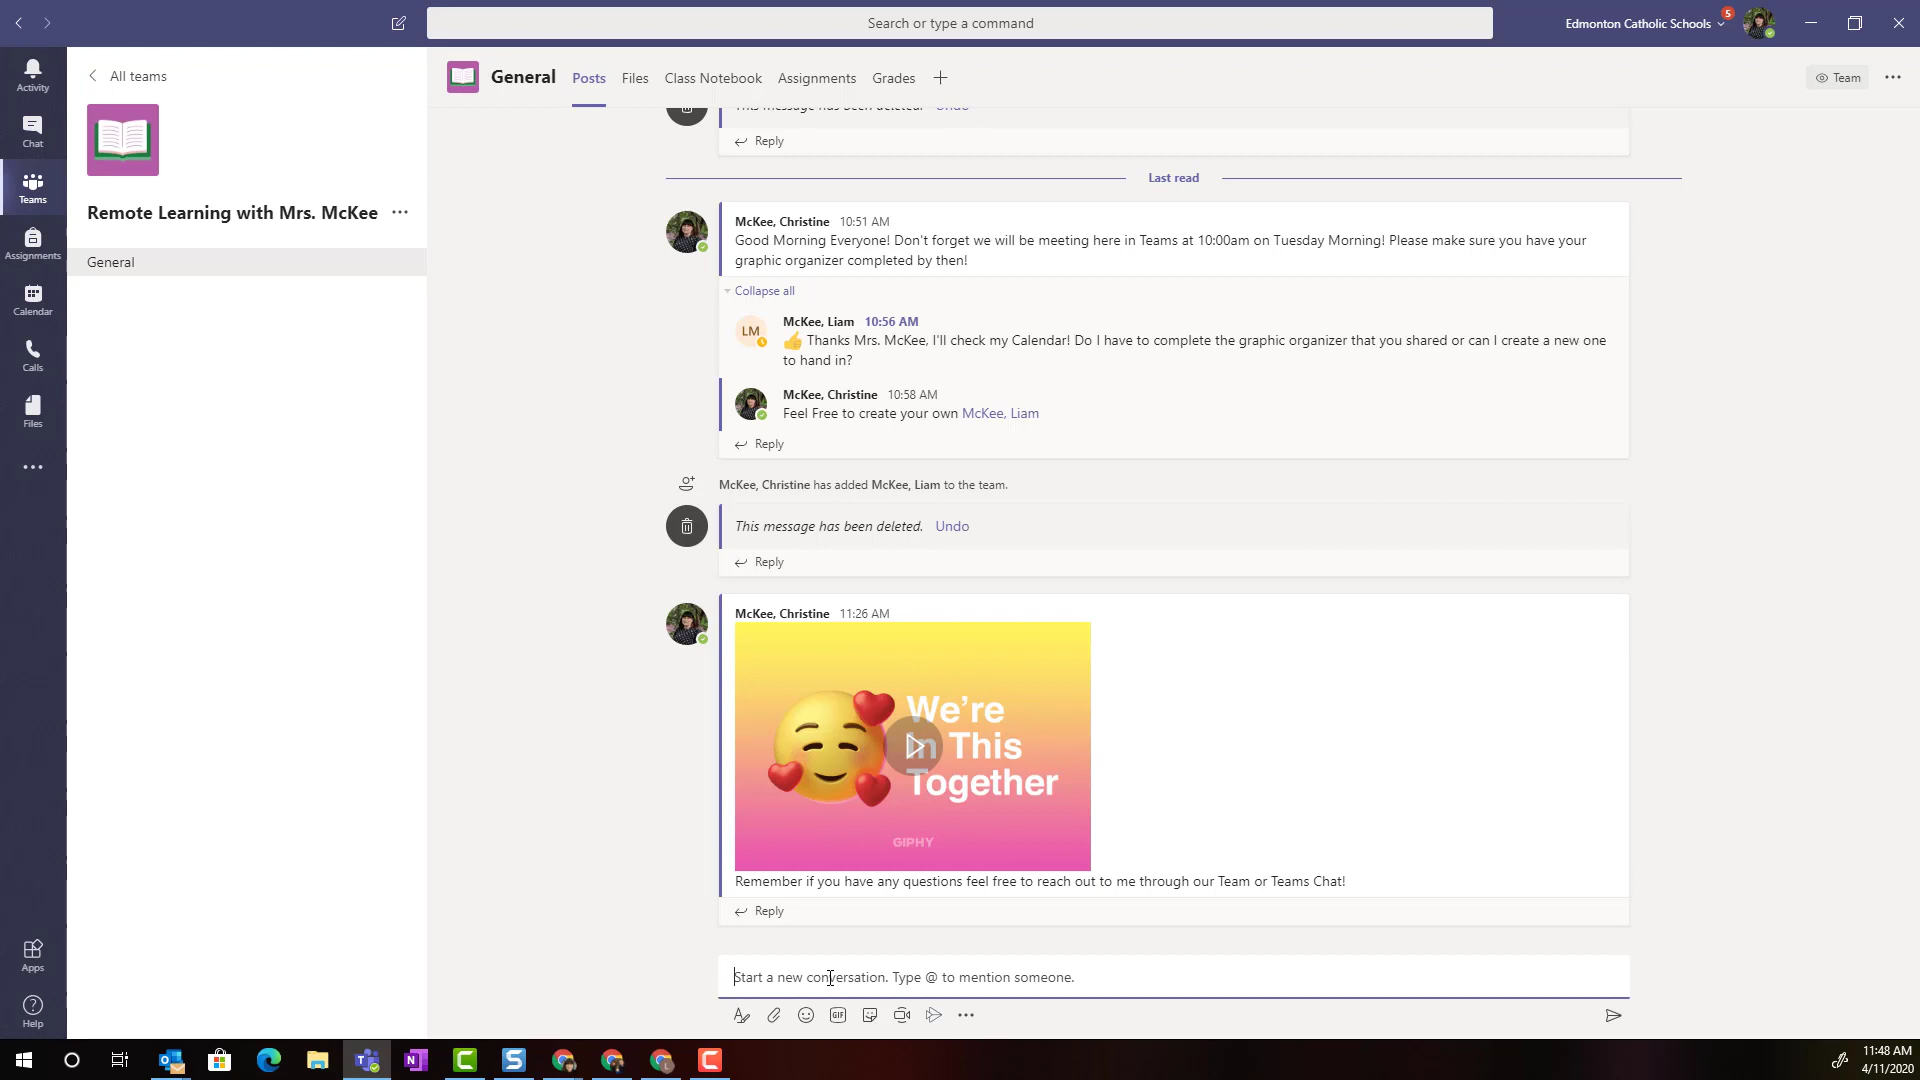 Search or type a command
Edmonton Catholic Schools
5
Activity
Chat
Teams
Assignments
Calendar
Calls
Files
Apps
Help
All teams
Remote Learning with Mrs. McKee
General
General
Posts
Files
Class Notebook
Assignments
Grades
Team
This message has been deleted. Undo
Reply
Last read
McKee, Christine 10:51 AM
Good Morning Everyone! Don't forget we will be meeting here in Teams at 10:00am on Tuesday Morning! Please make sure you have your
graphic organizer completed by then!
Collapse all
LM
McKee, Liam 10:56 AM
👍 Thanks Mrs. McKee, I'll check my Calendar! Do I have to complete the graphic organizer that you shared or can I create a new one
to hand in?
McKee, Christine 10:58 AM
Feel Free to create your own McKee, Liam
Reply
McKee, Christine has added McKee, Liam to the team.
This message has been deleted. Undo
Reply
McKee, Christine 11:26 AM
We're
In This
Together
GIPHY
Remember if you have any questions feel free to reach out to me through our Team or Teams Chat!
Reply
Start a new conversation. Type @ to mention someone.
GIF
11:48 AM
4/11/2020